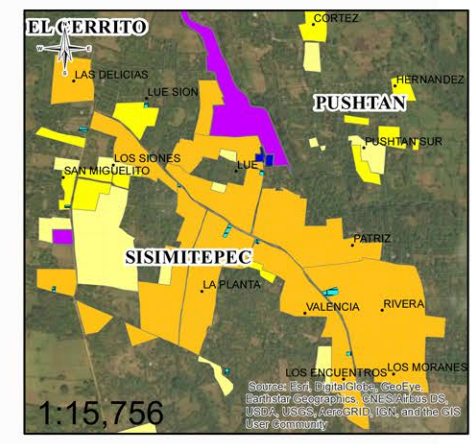 EL CERRITO
CORTEZ
LAS DELICIAS
HERNANDEZ
LUE SION
PUSHTAN
PUSHTAN SUR
LOS SIONES
SAN MIGUELITO
LUE
PATRIZ
SISIMITEPEC
LA PLANTA
VALENCIA
RIVERA
LOS ENCUENTROS
LOS MORANES
1:15,756
Source: Esri, DigitalGlobe, GeoEye,
Earthstar Geographics, CNES/Airbus DS,
USDA, USGS, AeroGRID, IGN, and the GIS
User Community